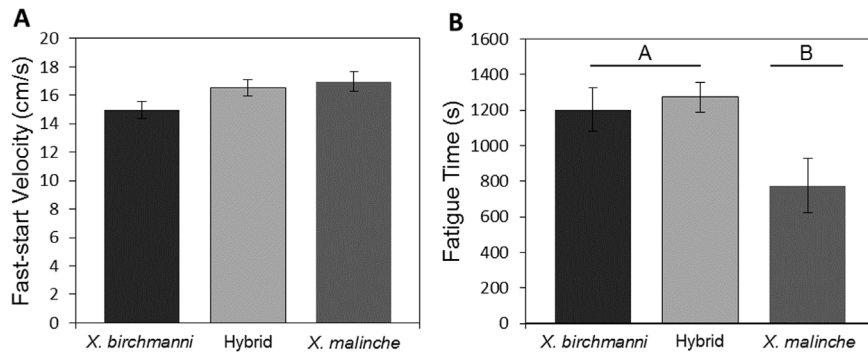 A
Fast-start Velocity (cm/s)
20
18
16
14
12
10
8
6
4
2
0
X. birchmanni Hybrid X. malinche
B
Fatigue Time (s)
1600
1400
1200
1000
800
600
400
200
0
A B
X. birchmanni Hybrid X. malinche